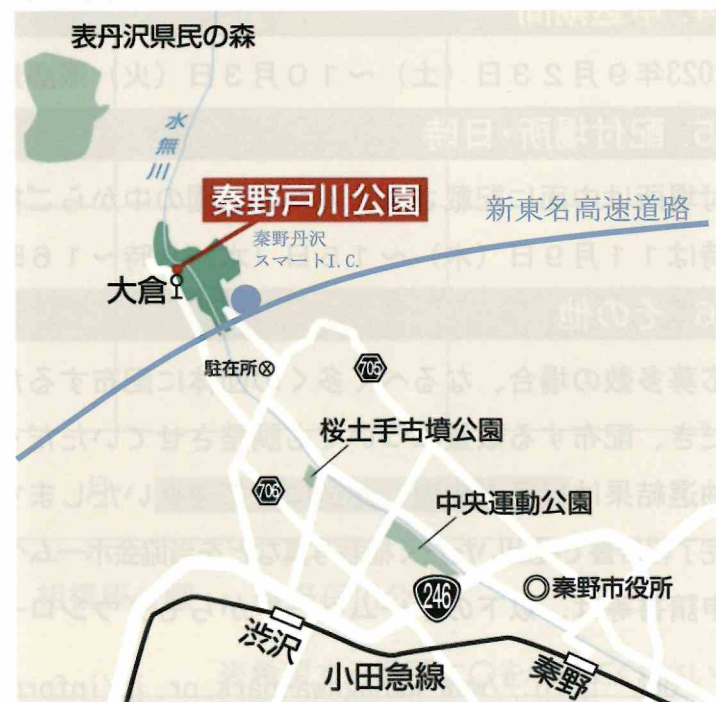 表丹沢県民の森
水無川
秦野戸川公園
新東名高速道路
秦野丹沢
スマートI.C.
大倉
駐在所
705
桜土手古墳公園
706
中央運動公園
246
秦野市役所
渋沢
小田急線
秦野